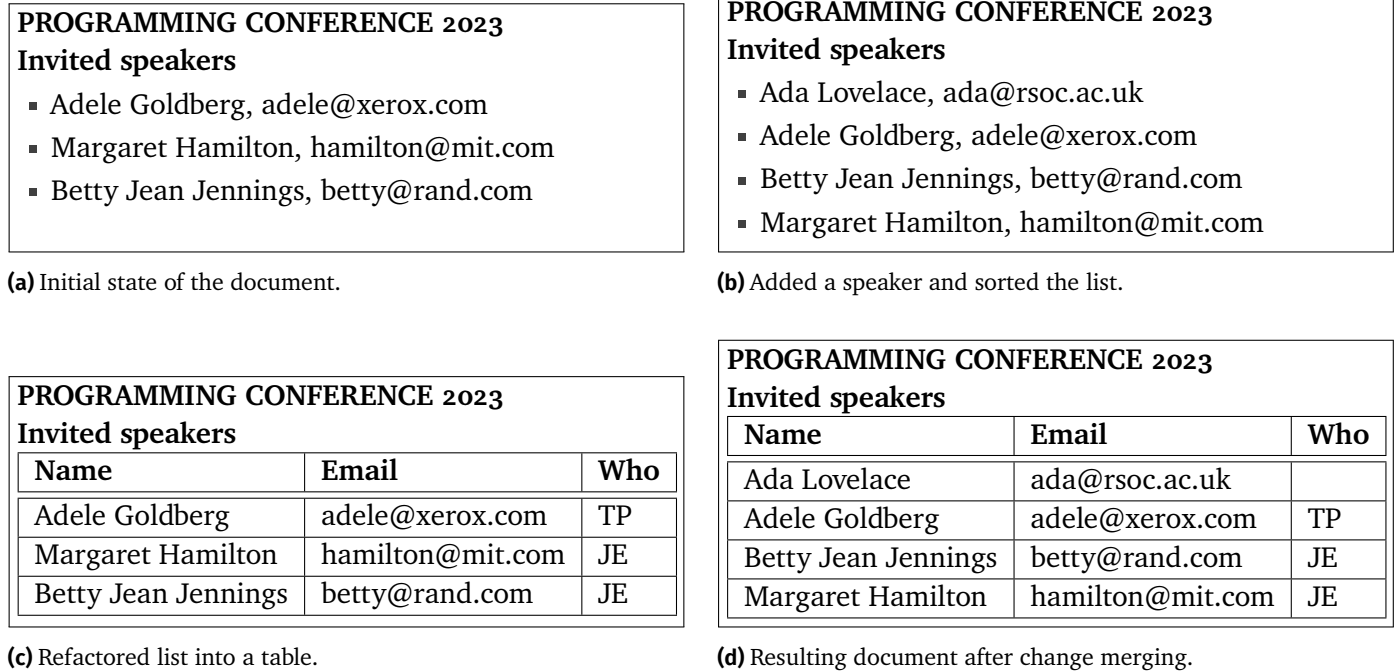 PROGRAMMING CONFERENCE 2023
Invited speakers
▪ Adele Goldberg, adele@xerox.com
▪ Margaret Hamilton, hamilton@mit.com
▪ Betty Jean Jennings, betty@rand.com
(a) Initial state of the document.
PROGRAMMING CONFERENCE 2023
Invited speakers
▪ Ada Lovelace, ada@rsoc.ac.uk
▪ Adele Goldberg, adele@xerox.com
▪ Betty Jean Jennings, betty@rand.com
▪ Margaret Hamilton, hamilton@mit.com
(b) Added a speaker and sorted the list.
PROGRAMMING CONFERENCE 2023
Invited speakers
Name Email Who
Adele Goldberg adele@xerox.com TP
Margaret Hamilton hamilton@mit.com JE
Betty Jean Jennings betty@rand.com JE
(c) Refactored list into a table.
PROGRAMMING CONFERENCE 2023
Invited speakers
Name Email Who
Ada Lovelace ada@rsoc.ac.uk
Adele Goldberg adele@xerox.com TP
Betty Jean Jennings betty@rand.com JE
Margaret Hamilton hamilton@mit.com JE
(d) Resulting document after change merging.